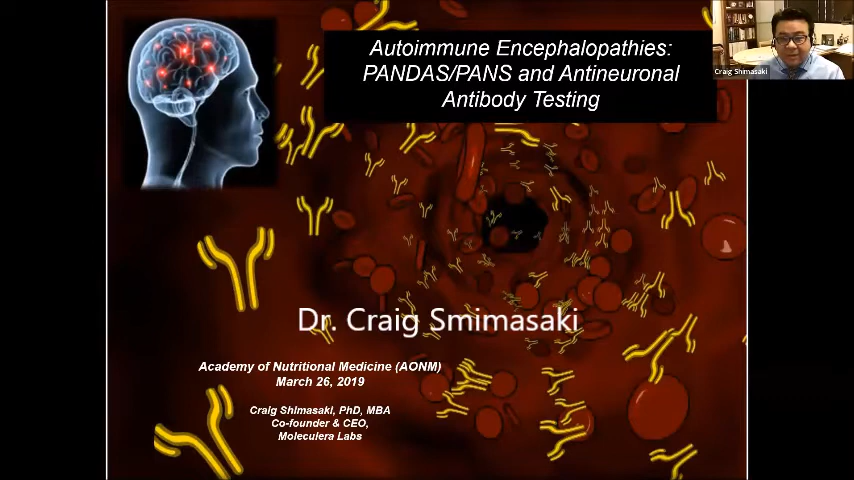 Autoimmune Encephalopathies:
PANDAS/PANS and Antineuronal
Antibody Testing
Craig Shimasaki
Dr. Craig Smimasaki
Academy of Nutritional Medicine (AONM)
March 26, 2019
Craig Shimasaki, PhD, MBA
Co-founder & CEO,
Moleculera Labs